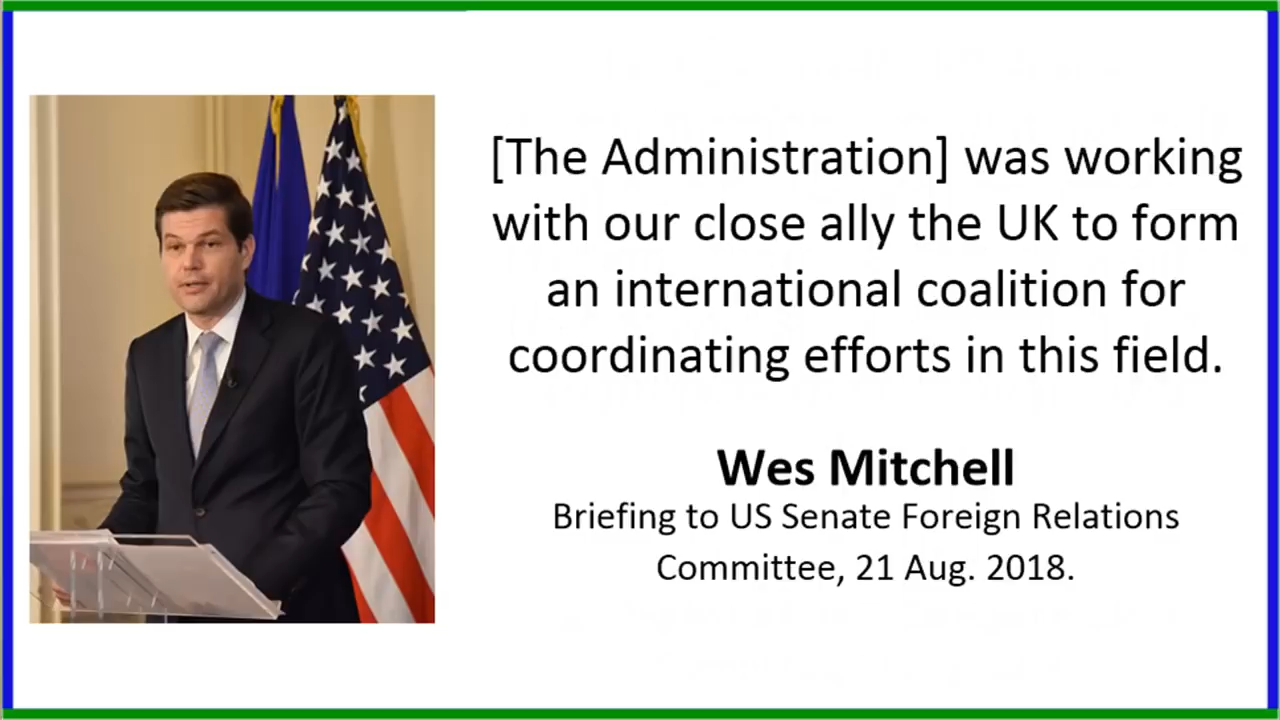 [The Administration] was working
with our close ally the UK to form
an international coalition for
coordinating efforts in this field.
Wes Mitchell
Briefing to US Senate Foreign Relations
Committee, 21 Aug. 2018.